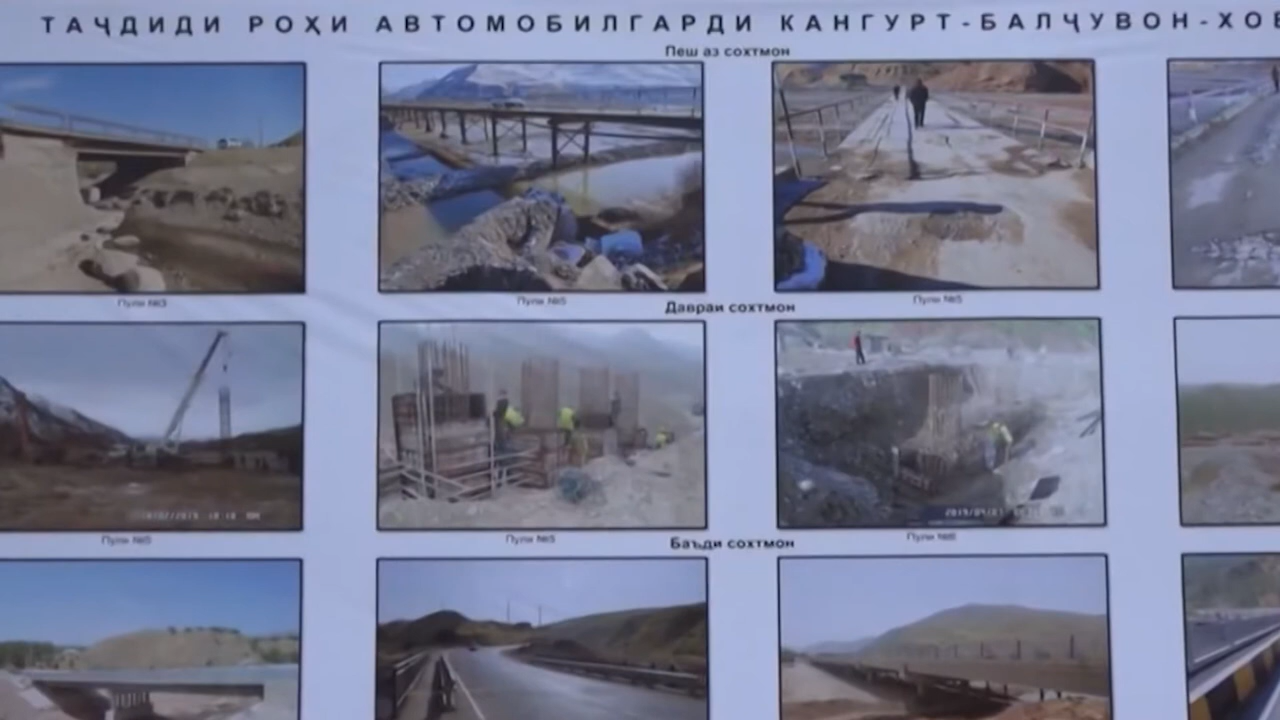 ТАҶДИДИ РОҲИ АВТОМОБИЛГАРДИ КАНГУРТ-БАЛҶУВОН-ХОВ
Пеш аз сохтмон
Пули №3 Пули №5 Пули №5
Давраи сохтмон
Пули №5 Пули №5 Пули №6
Баъди сохтмон